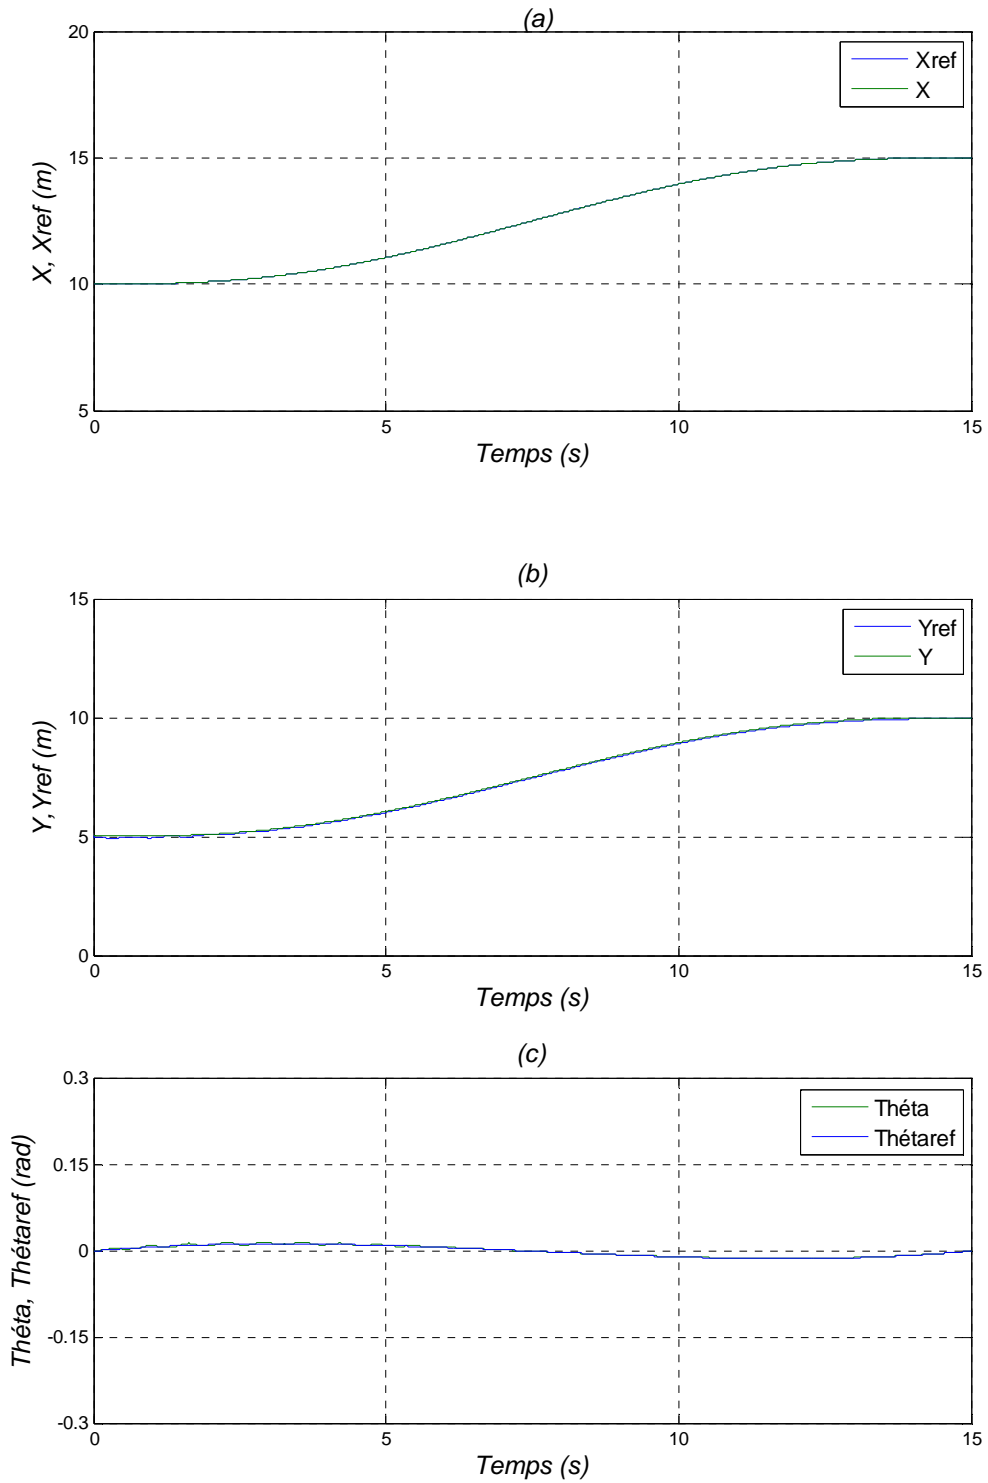 (a)
20
15
10
5
X, Xref (m)
Xref
X
0
5
10
15
Temps (s)
(b)
15
10
5
0
Y,Yref (m)
Yref
Y
0
5
10
15
Temps (s)
(c)
0.3
0.15
0
-0.15
-0.3
Théta, Thétaref (rad)
Théta
Thétaref
0
5
10
15
Temps (s)